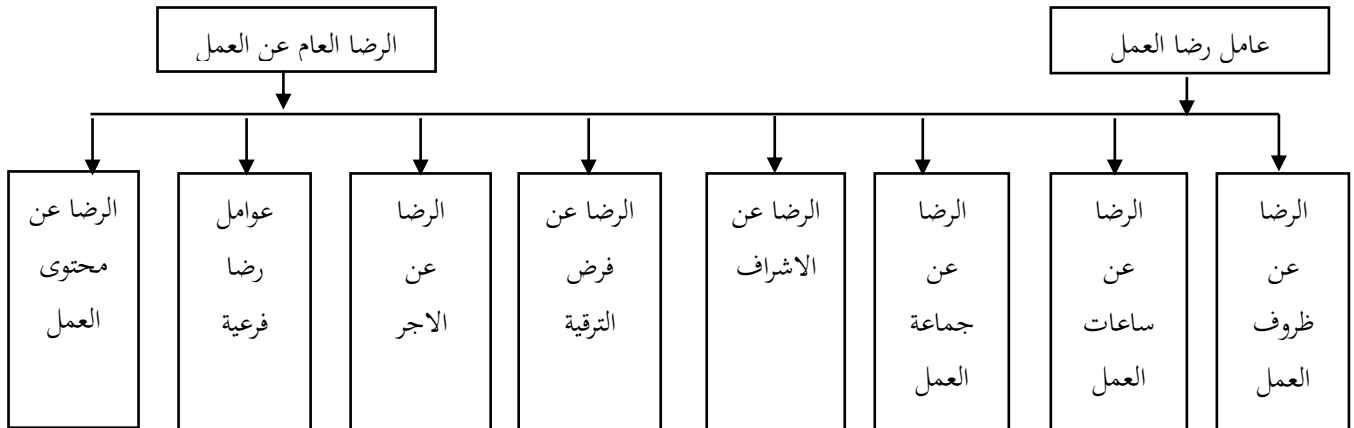 عامل رضا العمل
الرضا العام عن العمل
الرضا
عن
ظروف
العمل
الرضا
عن
ساعات
العمل
الرضا
عن
جماعة
العمل
الرضا عن
الاشراف
الرضا عن
فرض
الترقية
الرضا
عن
الاجر
عوامل
رضا
فرعية
الرضا عن
محتوى
العمل